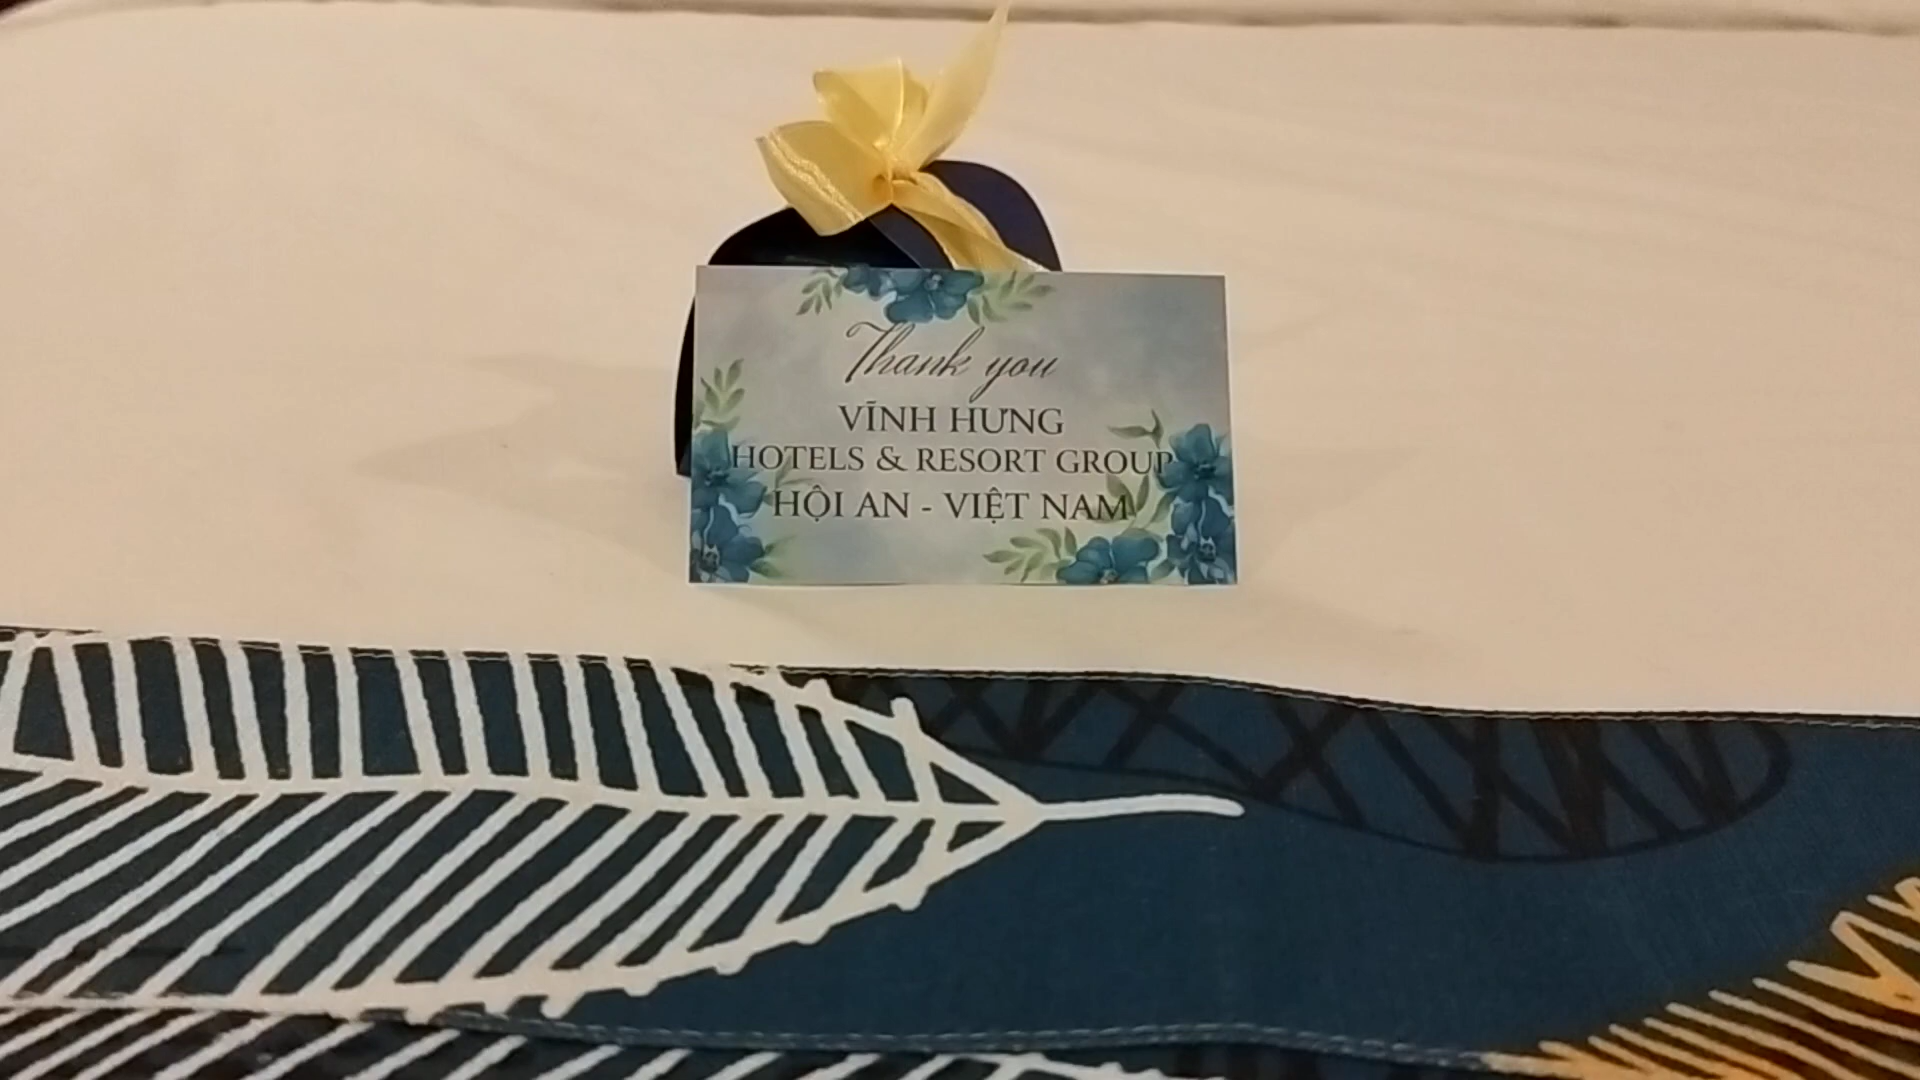 Thank you
VĨNH HƯNG
HOTELS & RESORT GROUP
HỘI AN - VIỆT NAM